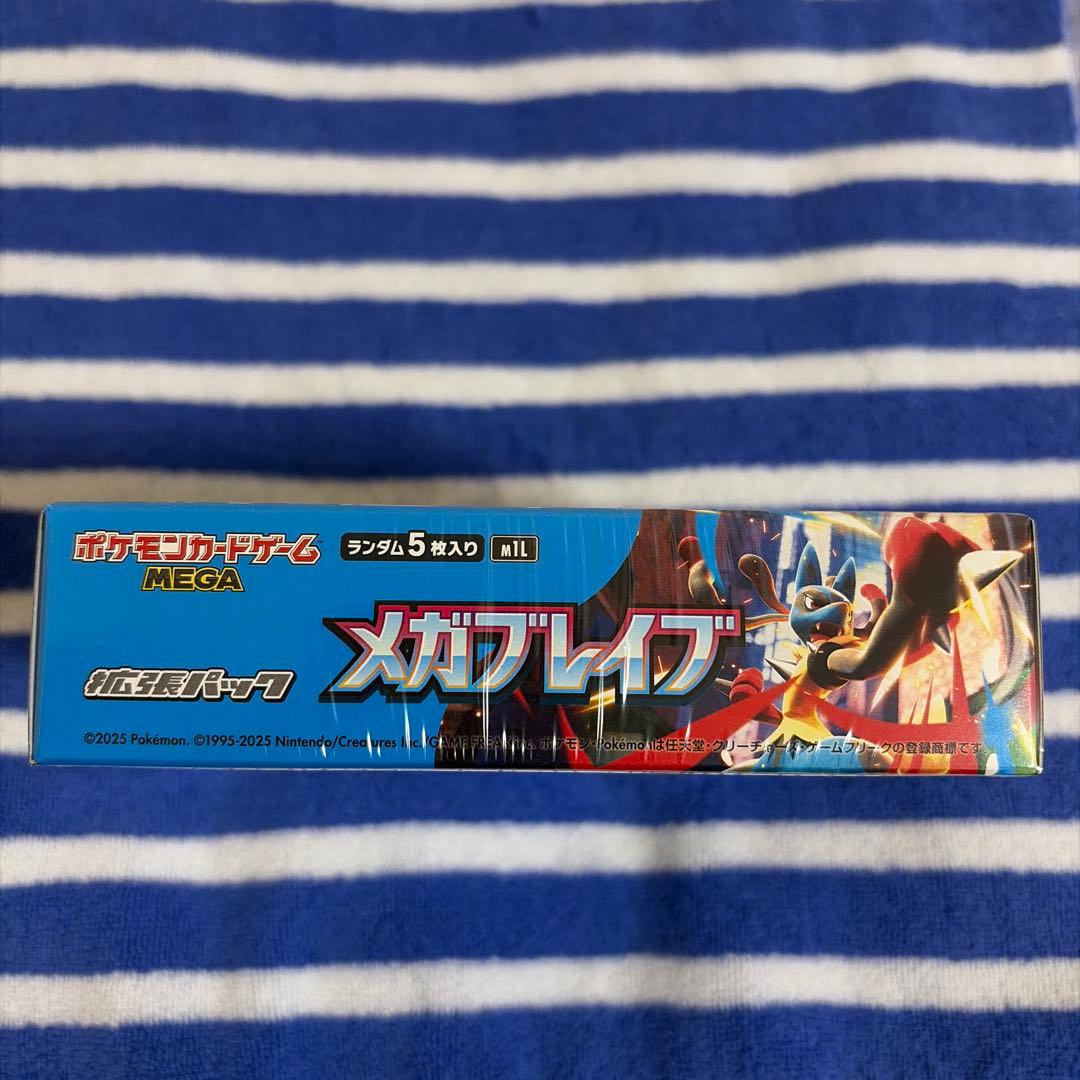 ポケモンカードゲーム
MEGA
ランダム5枚入り
M1L
メガブレイブ
拡張パック
©2025 Pokémon. ©1995-2025 Nintendo/Creatures Inc./GAME FREAK inc. ポケモン・Pokémonは任天堂・クリーチャーズ・ゲームフリークの登録商標です。